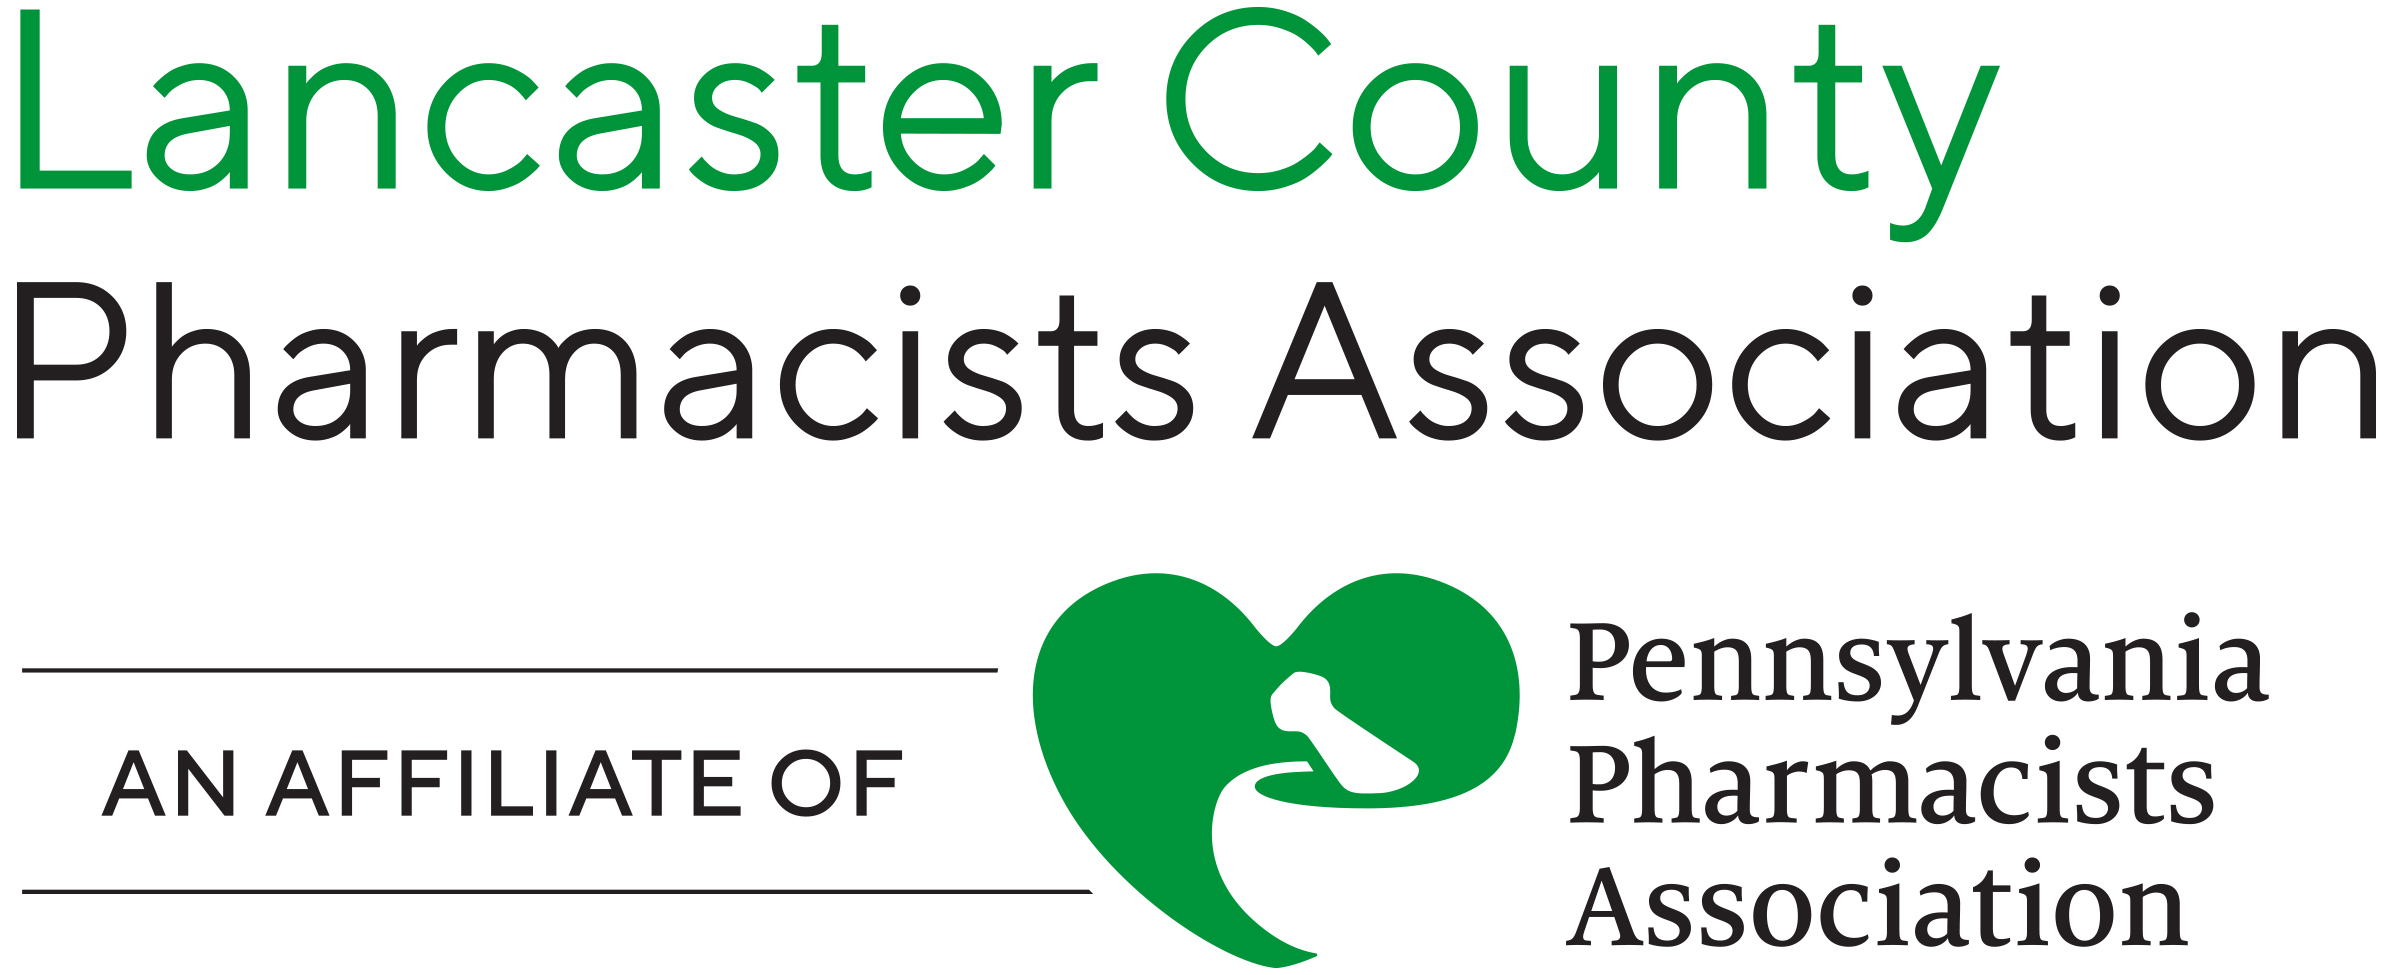 Lancaster County
Pharmacists Association
AN AFFILIATE OF
Pennsylvania
Pharmacists
Association